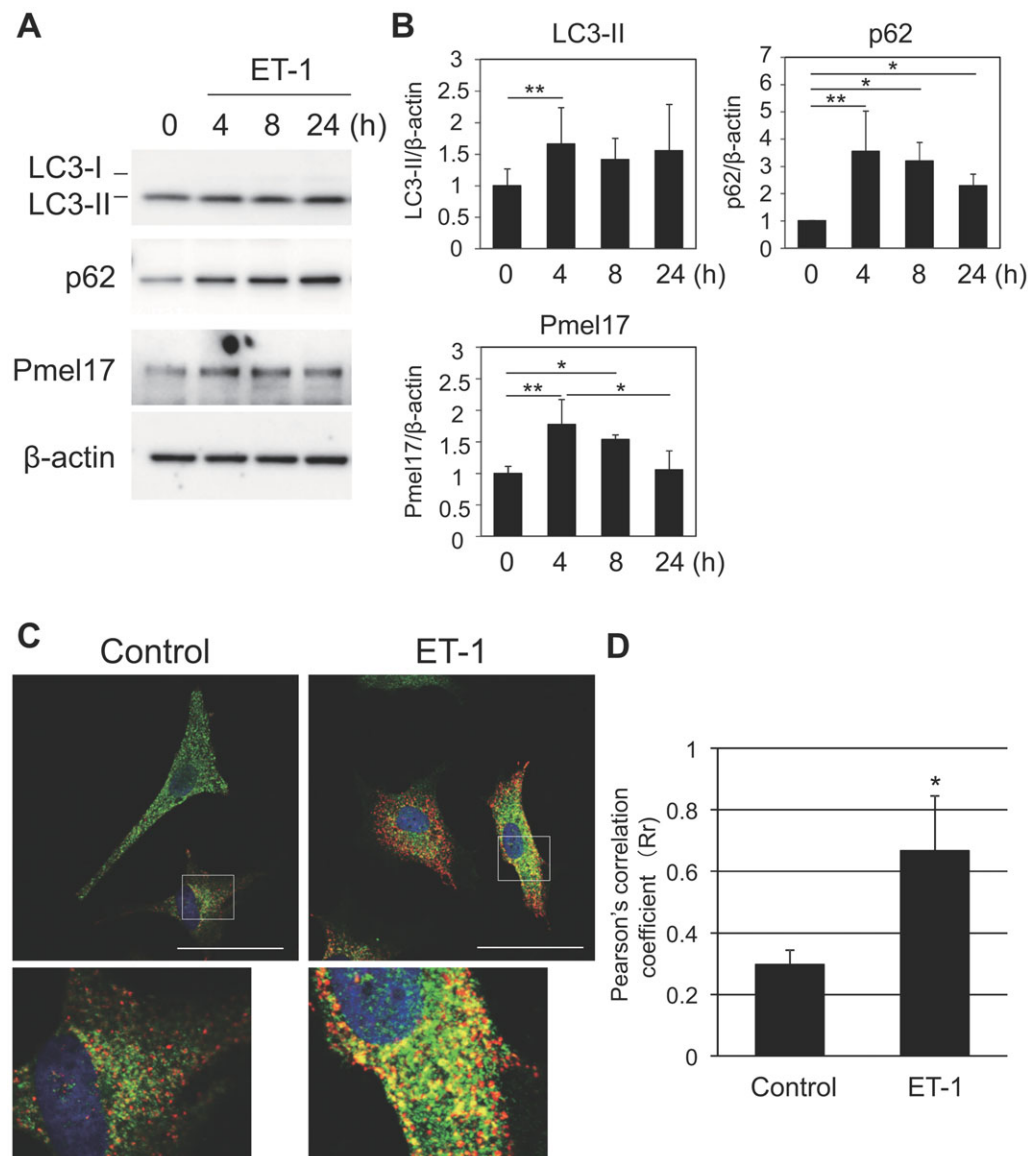 A
ET-1
0 4 8 24 (h)
LC3-I
LC3-II
p62
Pmel17
β-actin
B
LC3-II
LC3-II/β-actin
3
2.5
2
1.5
1
0.5
0
**
0 4 8 24 (h)
p62
p62/β-actin
7
6
5
4
3
2
1
0
*
*
**
0 4 8 24 (h)
Pmel17
Pmel17/β-actin
3
2.5
2
1.5
1
0.5
0
*
** *
0 4 8 24 (h)
C
Control ET-1
D
Pearson's correlation
coefficient (Rr)
1
0.8
0.6
0.4
0.2
0
*
Control ET-1